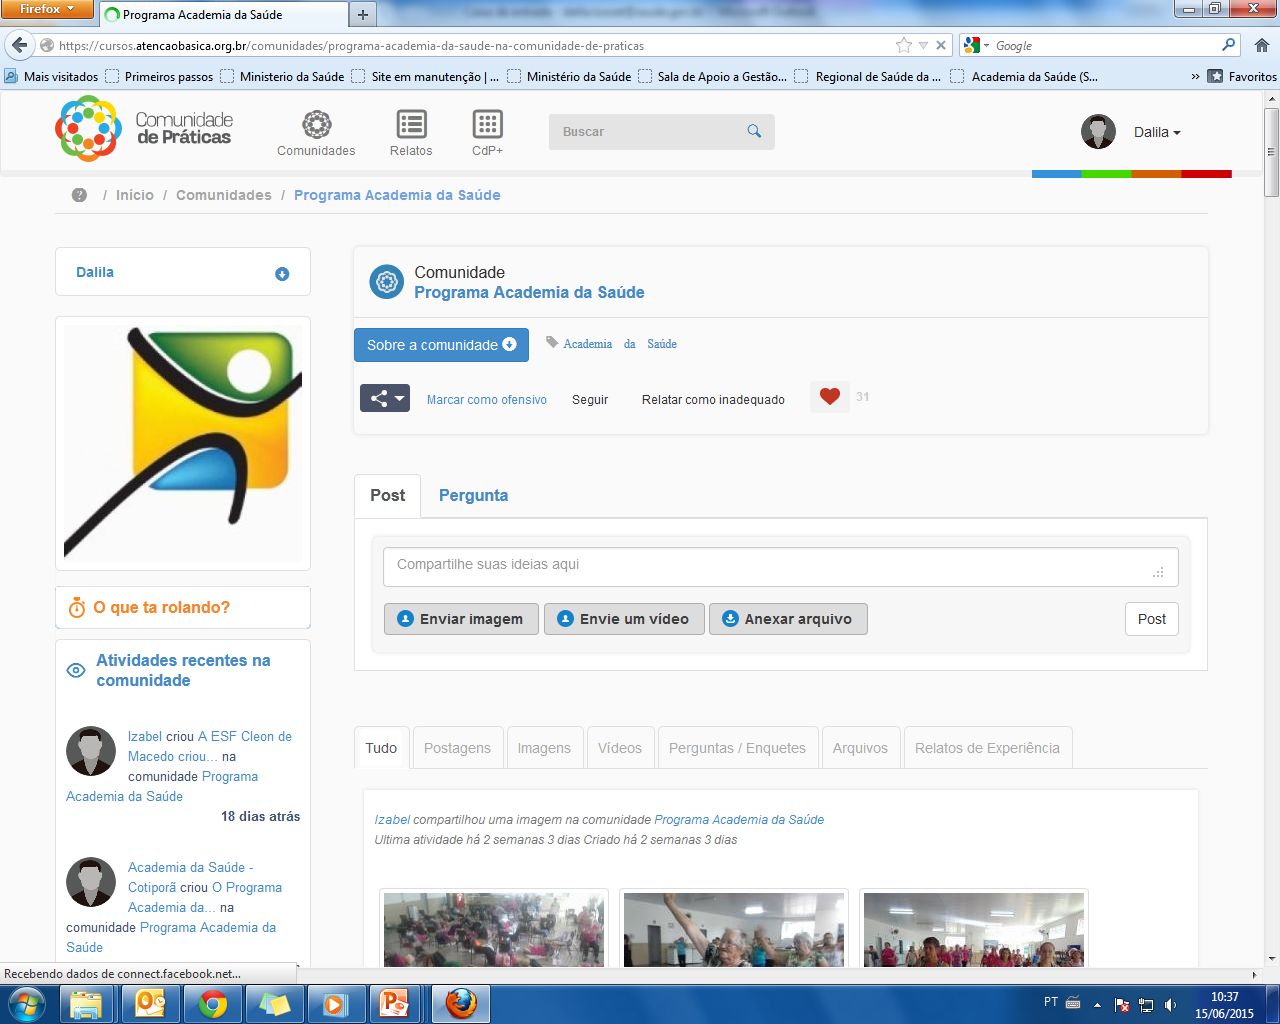 Firefox
Programa Academia da Saúde
https://cursos.atencaobasica.org.br/comunidades/programa-academia-da-saude-na-comunidade-de-praticas
Google
Mais visitados
Primeiros passos
Ministerio da Saúde
Site em manutenção | ...
Ministério da Saúde
Sala de Apoio a Gestão...
Regional de Saúde da ...
Academia da Saúde (S...
»
Favoritos
Comunidade
de Práticas
Comunidades
Relatos
CdP+
Buscar
Dalila
? / Início / Comunidades / Programa Academia da Saúde
Dalila
Comunidade
Programa Academia da Saúde
Sobre a comunidade
Academia da Saúde
Marcar como ofensivo
Seguir
Relatar como inadequado
31
Post
Pergunta
Compartilhe suas ideias aqui
Enviar imagem
Envie um vídeo
Anexar arquivo
Post
O que ta rolando?
Atividades recentes na
comunidade
Izabel criou A ESF Cleon de
Macedo criou... na
comunidade Programa
Academia da Saúde
18 dias atrás
Academia da Saúde -
Cotiporã criou O Programa
Academia da... na
comunidade Programa Academia da
Saúde
Tudo
Postagens
Imagens
Vídeos
Perguntas / Enquetes
Arquivos
Relatos de Experiência
Izabel compartilhou uma imagem na comunidade Programa Academia da Saúde
Ultima atividade há 2 semanas 3 dias Criado há 2 semanas 3 dias
Recebendo dados de connect.facebook.net...
PT
10:37
15/06/2015